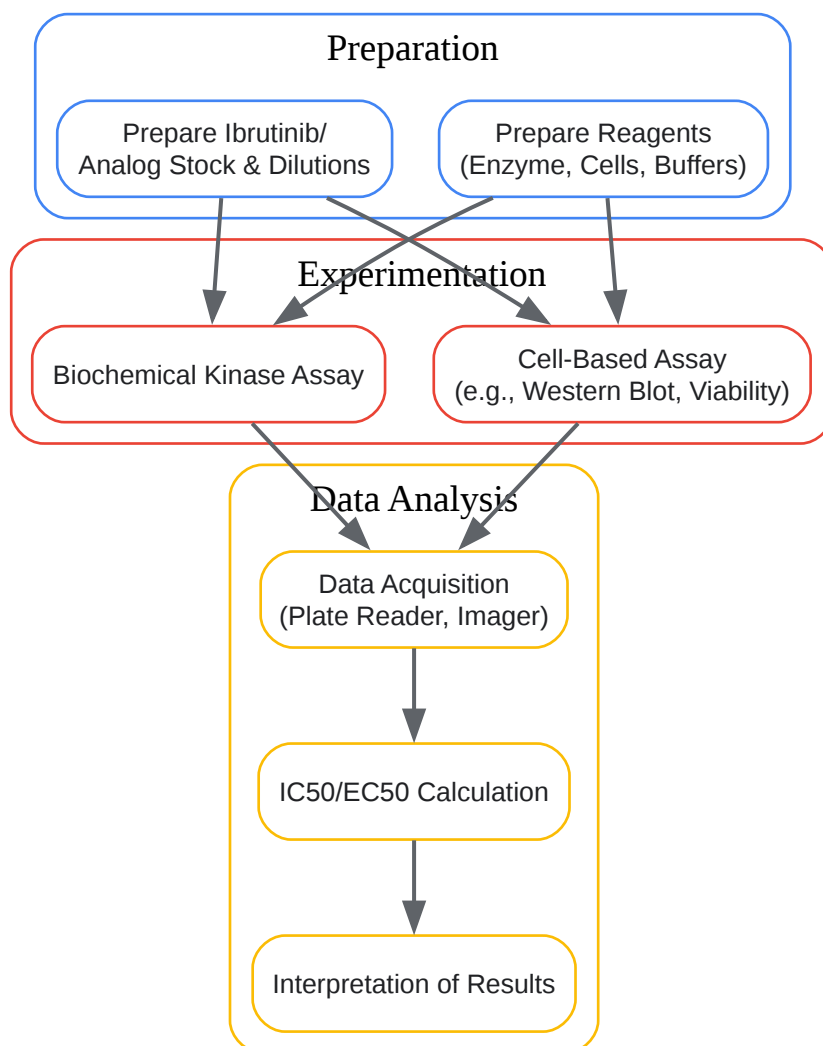 Preparation
Prepare Ibrutinib/
Analog Stock & Dilutions
Prepare Reagents
(Enzyme, Cells, Buffers)
Experimentation
Biochemical Kinase Assay
Cell-Based Assay
(e.g., Western Blot, Viability)
Data Analysis
Data Acquisition
(Plate Reader, Imager)
IC50/EC50 Calculation
Interpretation of Results